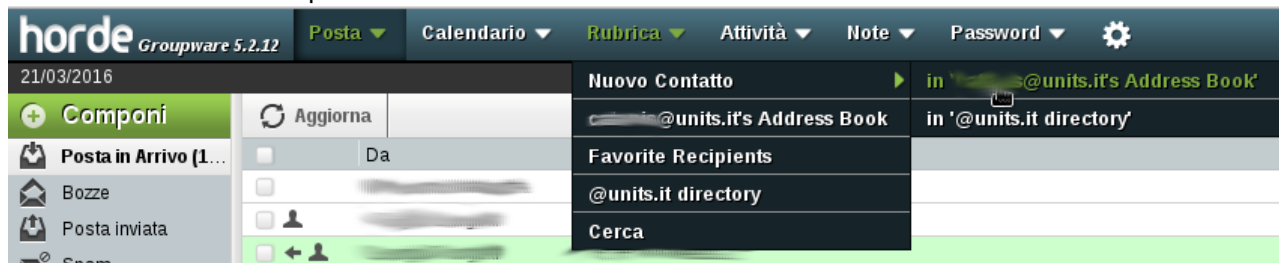 horde Groupware 5.2.12 Posta Calendario Rubrica Attività Note Password
21/03/2016
Nuovo Contatto in '@units.it's Address Book'
Componi Aggiorna @units.it's Address Book in '@units.it directory'
Posta in Arrivo (1... Da Favorite Recipients
Bozze @units.it directory
Posta inviata Cerca
Spam